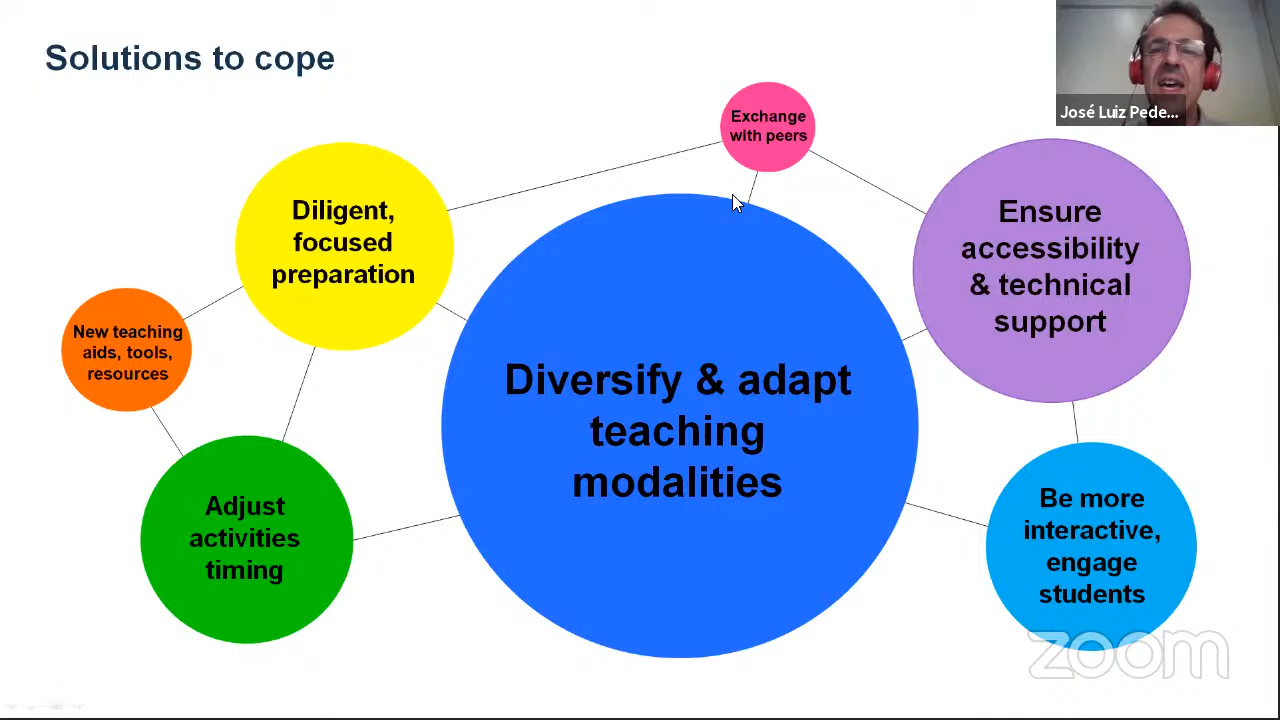 Solutions to cope
José Luiz Pede...
Exchange
with peers
Diligent,
focused
preparation
Ensure
accessibility
& technical
support
New teaching
aids, tools,
resources
Diversify & adapt
teaching
modalities
Adjust
activities
timing
Be more
interactive,
engage
students
zoom